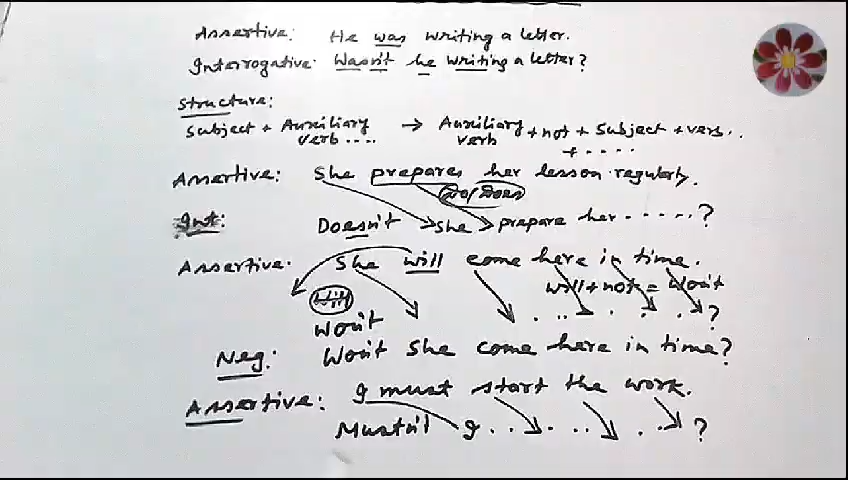 Assertive: He was writing a letter.
Interrogative: Wasn't he writing a letter?
Structure:
Subject + Auxiliary verb .... → Auxiliary verb + not + Subject + verb..
+ ....
Assertive: She prepares her lesson regularly.
Do/Does
Int: Doesn't she prepare her ......?
Assertive: She will come here in time.
will + not = Won't
Will
Won't .. . . . ?
Neg: Won't she come here in time?
Assertive: I must start the work.
Mustn't I . . . .. . . ?